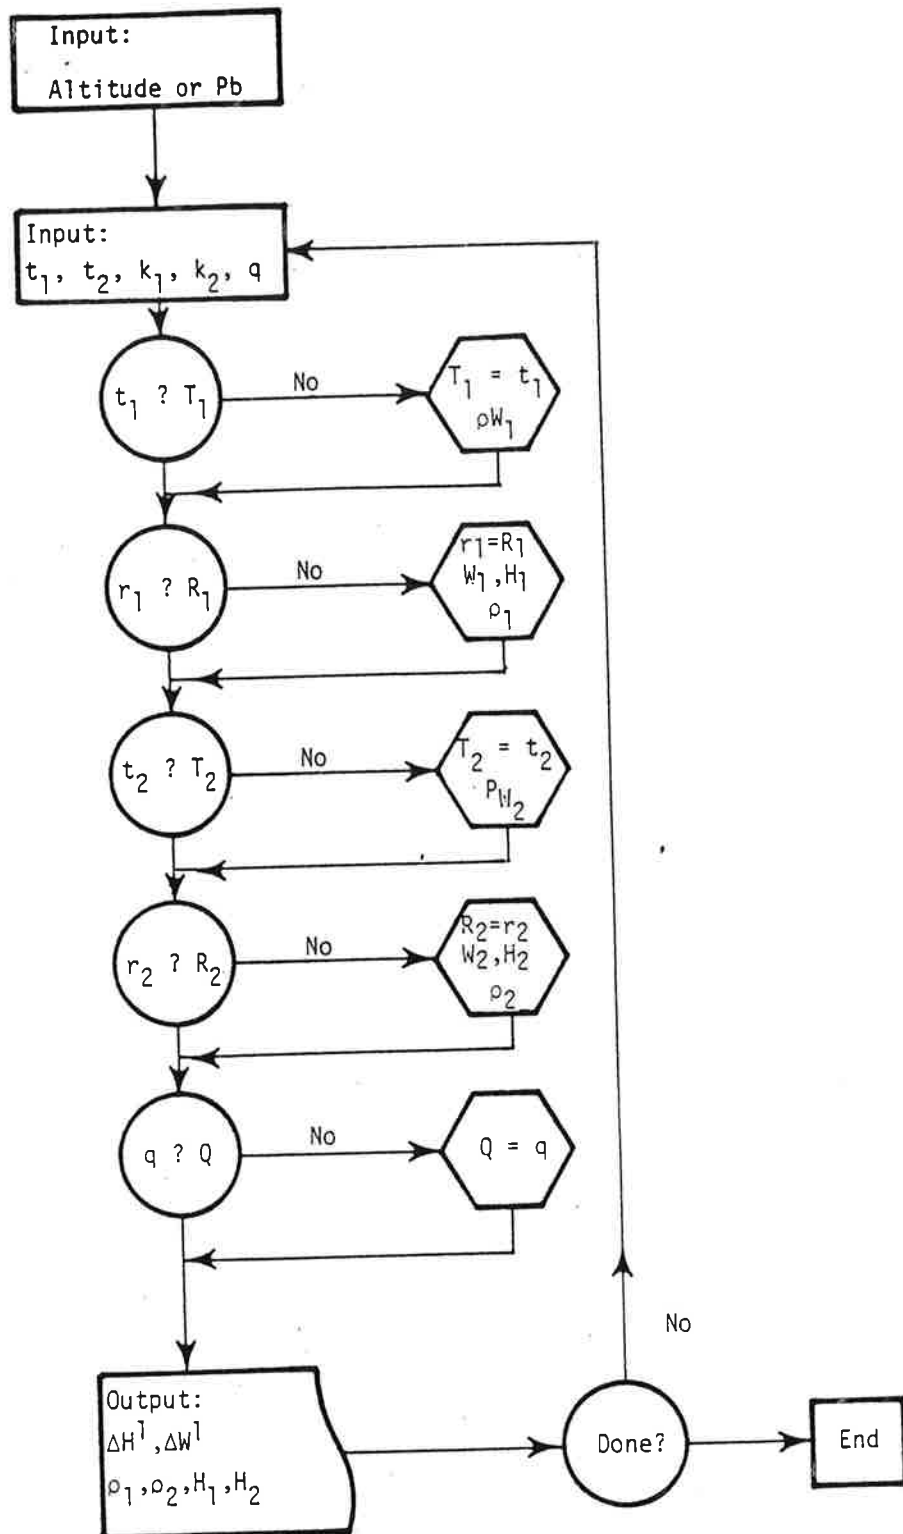 Input:
Altitude or Pb
Input:
t₁, t₂, k₁, k₂, q
t₁ ? T₁
No
T₁ = t₁
ρW₁
r₁ ? R₁
No
r₁=R₁
W₁,H₁
ρ₁
t₂ ? T₂
No
T₂ = t₂
P_W₂
r₂ ? R₂
No
R₂=r₂
W₂,H₂
ρ₂
q ? Q
No
Q = q
No
Output:
ΔH¹,ΔW¹
ρ₁,ρ₂,H₁,H₂
Done?
End